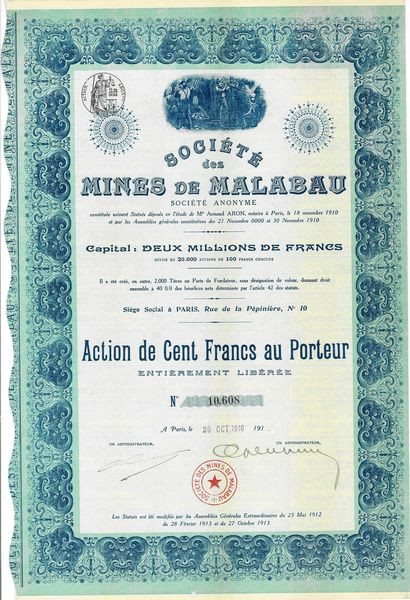 SOCIÉTÉ
des
MINES DE MALABAU
SOCIÉTÉ ANONYME
constituée suivant Statuts déposés en l'étude de Me Armand ARON, notaire à Paris, le 18 novembre 1910
et par les Assemblées générales constitutives des 21 Novembre 0000 et 30 Novembre 1910
Capital : DEUX MILLIONS DE FRANCS
DIVISÉ EN 20.000 ACTIONS DE 100 FRANCS CHACUNE
Il a été créé, en outre, 2.000 Titres ou Parts de Fondateur, sans désignation de valeur, donnant droit
ensemble à 40 0/0 des bénéfices nets déterminés par l'article 42 des statuts.
Siège Social à PARIS, Rue de la Pépinière, N° 10
Action de Cent Francs au Porteur
ENTIÈREMENT LIBÉRÉE
N° 10.608
A Paris, le 20 OCT. 1916 191 .
UN ADMINISTRATEUR, UN ADMINISTRATEUR,
SOCIÉTÉ DES MINES DE MALABAU
Les Statuts ont été modifiés par les Assemblées Générales Extraordinaires du 23 Mai 1912
du 28 Février 1913 et du 27 Octobre 1913